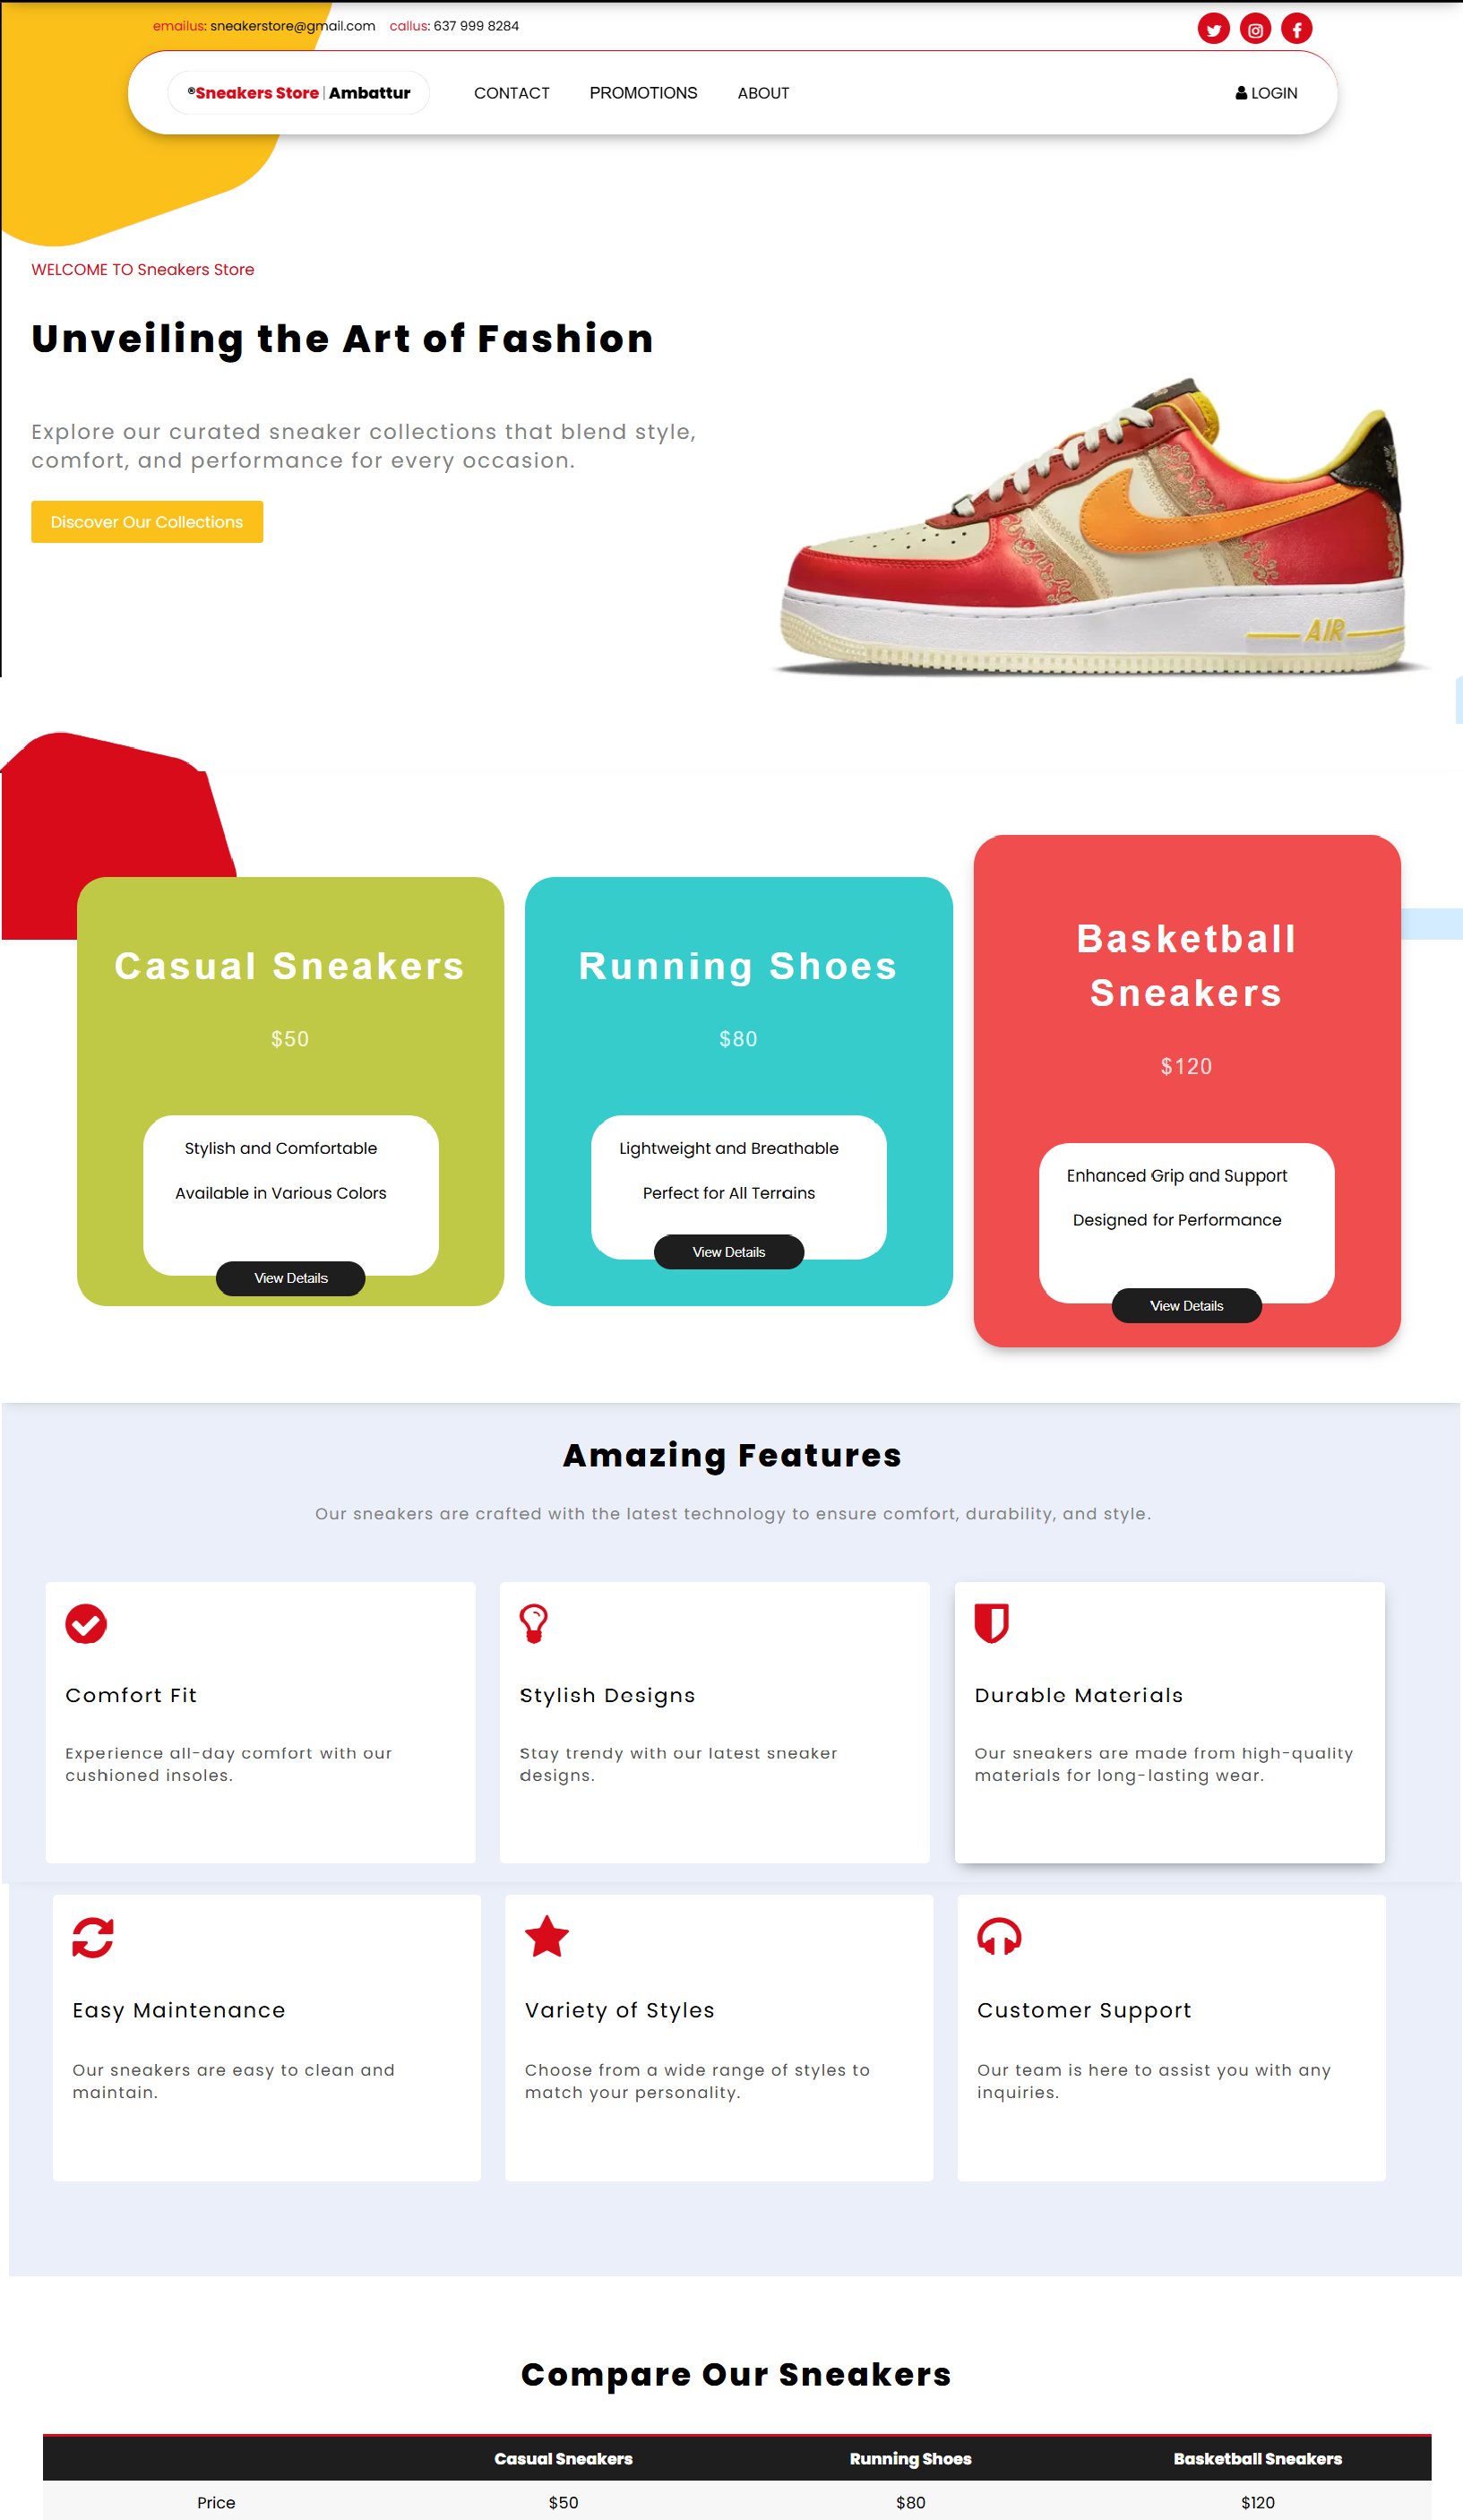 emailus: sneakerstore@gmail.com callus: 637 999 8284
®Sneakers Store | Ambattur CONTACT PROMOTIONS ABOUT LOGIN
WELCOME TO Sneakers Store
Unveiling the Art of Fashion
Explore our curated sneaker collections that blend style,
comfort, and performance for every occasion.
Discover Our Collections
AIR
Casual Sneakers
$50
Stylish and Comfortable
Available in Various Colors
View Details
Running Shoes
$80
Lightweight and Breathable
Perfect for All Terrains
View Details
Basketball
Sneakers
$120
Enhanced Grip and Support
Designed for Performance
View Details
Amazing Features
Our sneakers are crafted with the latest technology to ensure comfort, durability, and style.
Comfort Fit
Experience all-day comfort with our
cushioned insoles.
Stylish Designs
Stay trendy with our latest sneaker
designs.
Durable Materials
Our sneakers are made from high-quality
materials for long-lasting wear.
Easy Maintenance
Our sneakers are easy to clean and
maintain.
Variety of Styles
Choose from a wide range of styles to
match your personality.
Customer Support
Our team is here to assist you with any
inquiries.
Compare Our Sneakers
Casual Sneakers Running Shoes Basketball Sneakers
Price $50 $80 $120